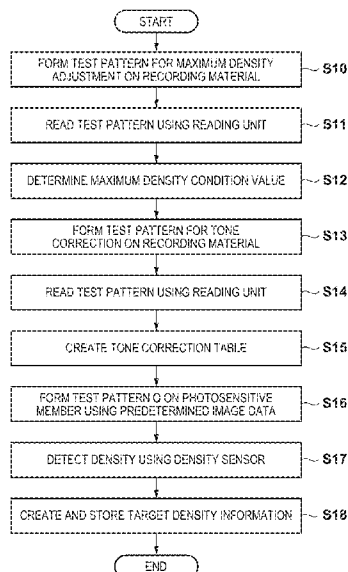 START
FORM TEST PATTERN FOR MAXIMUM DENSITY
ADJUSTMENT ON RECORDING MATERIAL
S10
READ TEST PATTERN USING READING UNIT
S11
DETERMINE MAXIMUM DENSITY CONDITION VALUE
S12
FORM TEST PATTERN FOR TONE
CORRECTION ON RECORDING MATERIAL
S13
READ TEST PATTERN USING READING UNIT
S14
CREATE TONE CORRECTION TABLE
S15
FORM TEST PATTERN Q ON PHOTOSENSITIVE
MEMBER USING PREDETERMINED IMAGE DATA
S16
DETECT DENSITY USING DENSITY SENSOR
S17
CREATE AND STORE TARGET DENSITY INFORMATION
S18
END